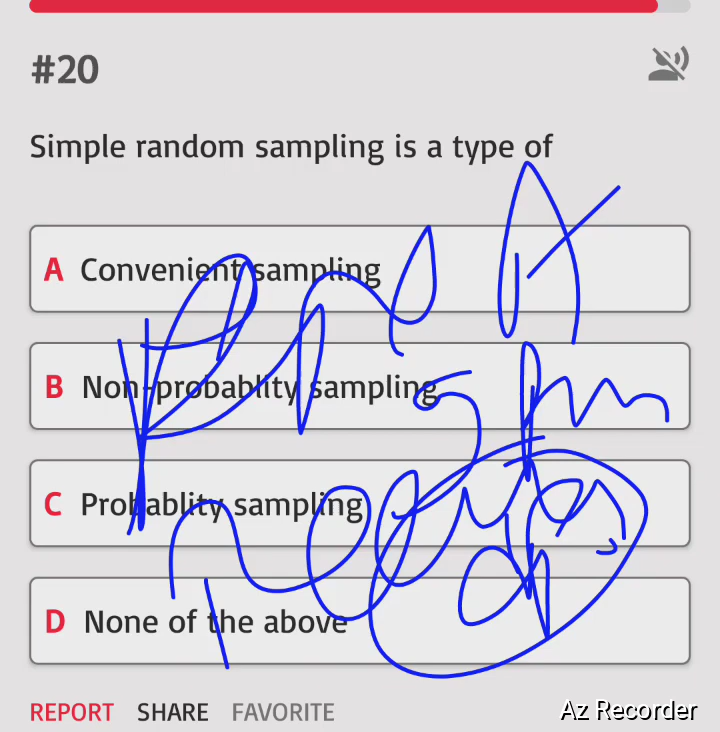 #20
Simple random sampling is a type of
A Convenient sampling
B Non-probablity sampling
C Probablity sampling
D None of the above
REPORT SHARE FAVORITE
Az Recorder